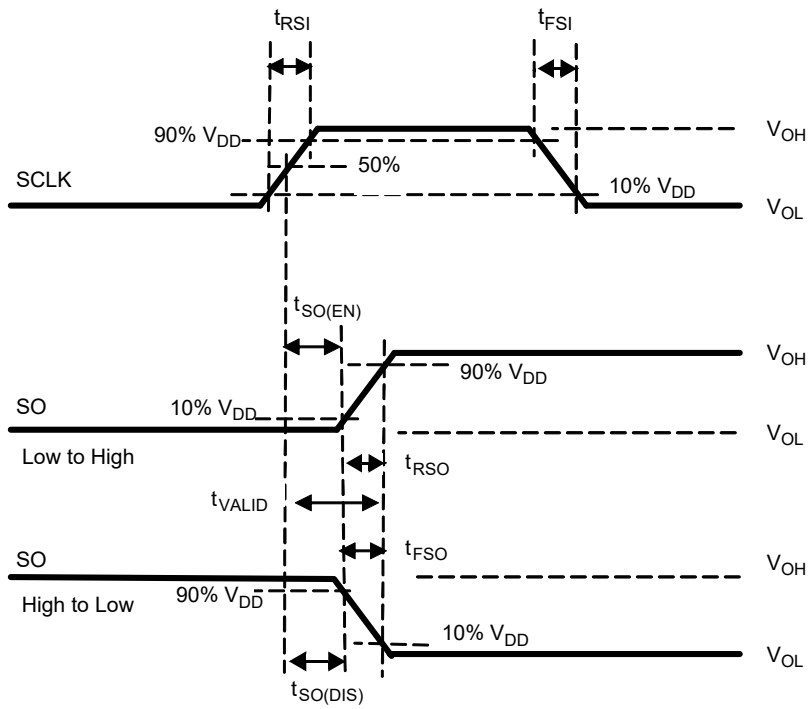 tRSI
tFSI
90% VDD
VOH
50%
SCLK
10% VDD
VOL
tSO(EN)
VOH
90% VDD
SO
10% VDD
Low to High
VOL
tRSO
tVALID
tFSO
SO
VOH
High to Low
90% VDD
10% VDD
VOL
tSO(DIS)